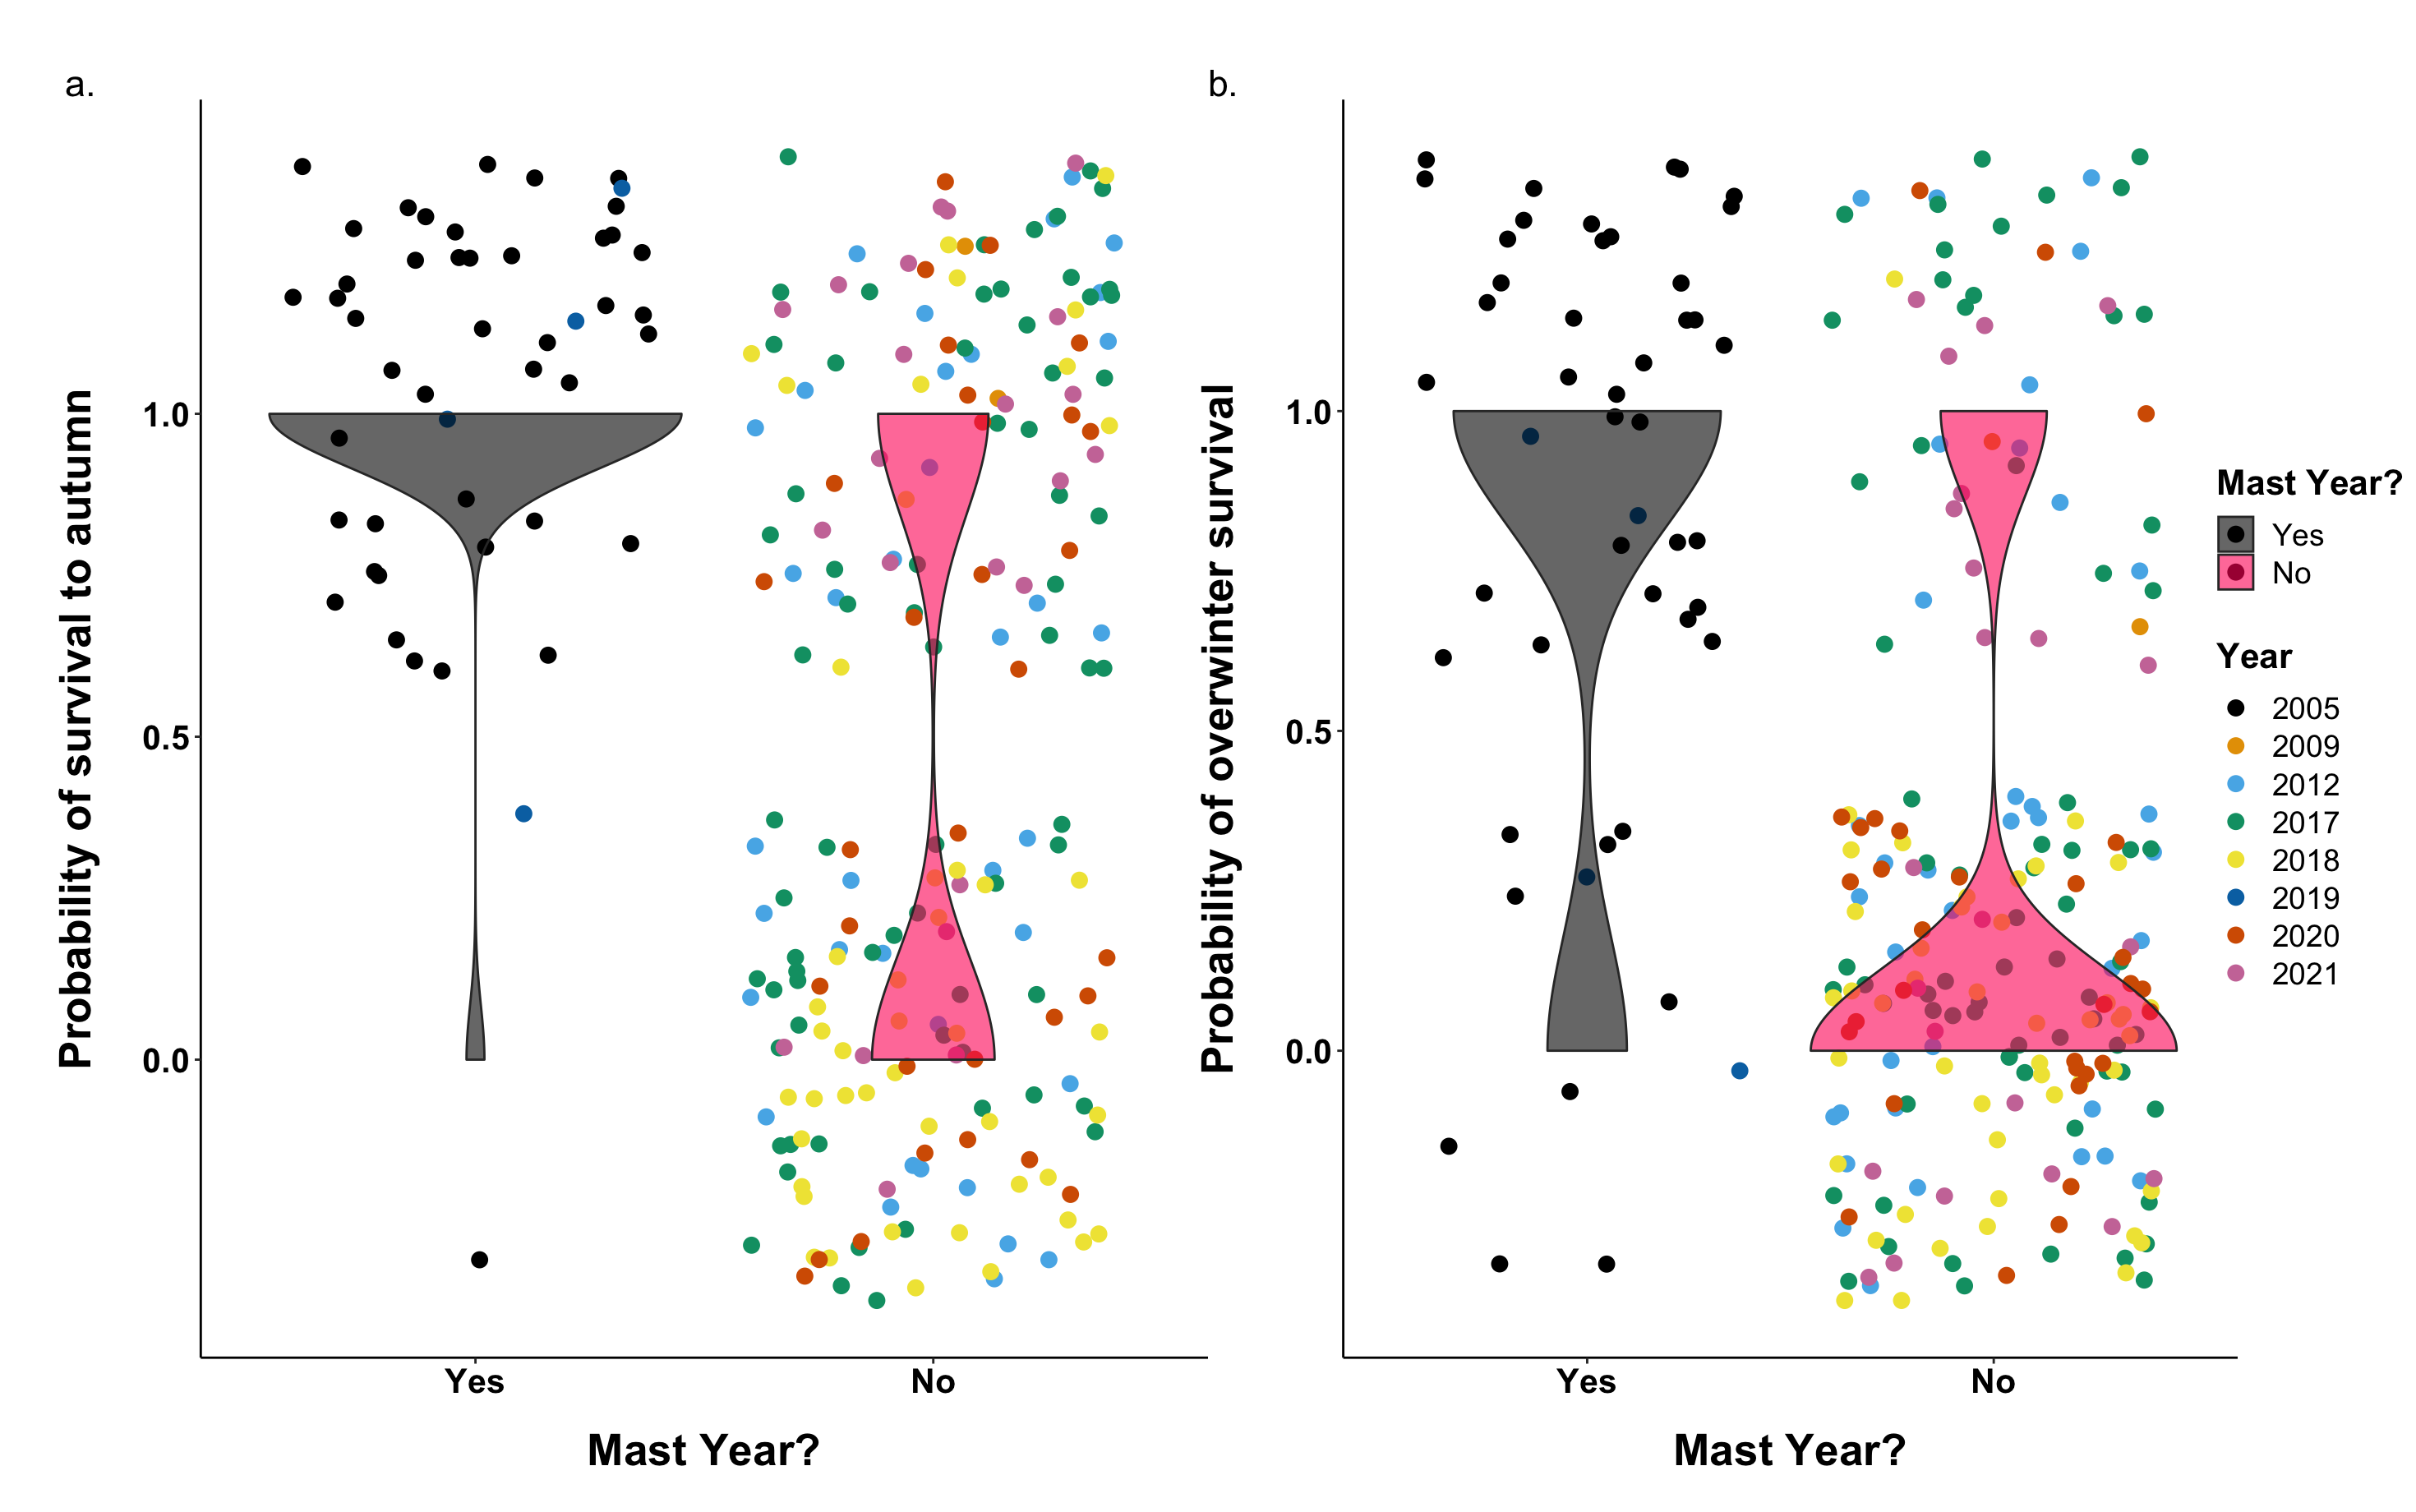 a.
Probability of survival to autumn
1.0
0.5
0.0
Yes
No
Mast Year?
b.
Probability of overwinter survival
1.0
0.5
0.0
Yes
No
Mast Year?
Mast Year?
Yes
No
Year
2005
2009
2012
2017
2018
2019
2020
2021